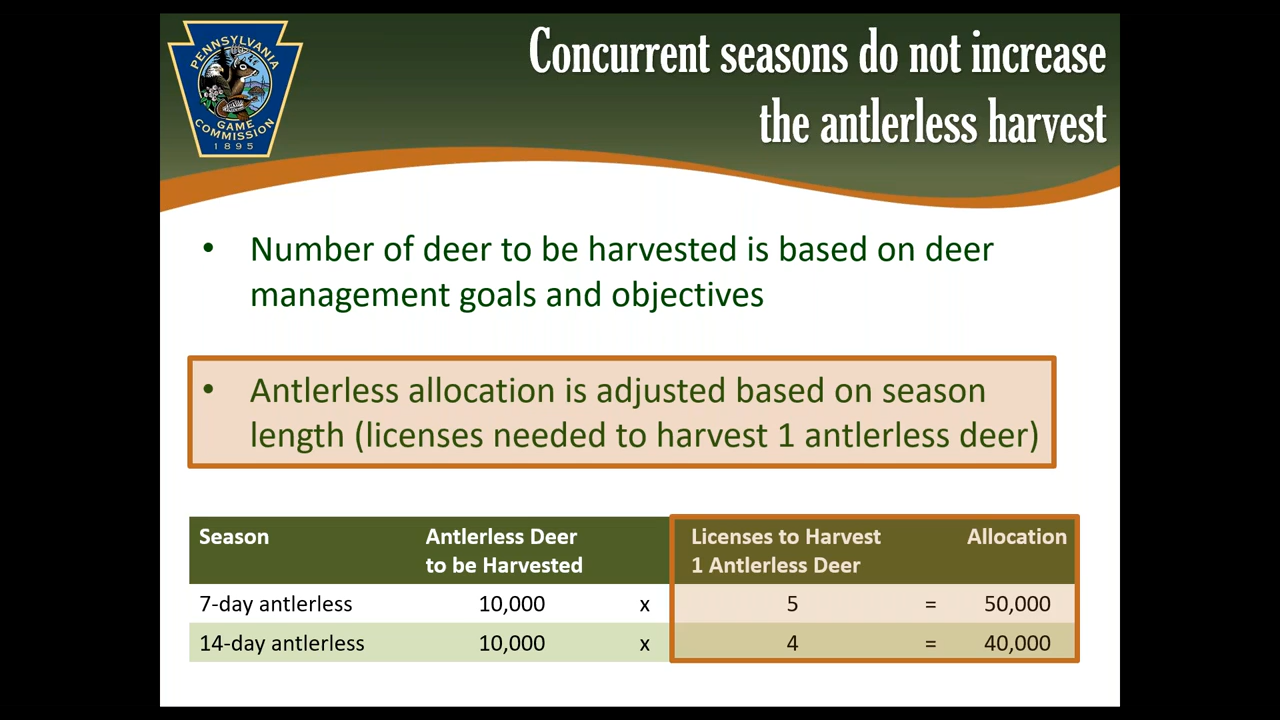 PENNSYLVANIA
GAME
COMMISSION
1895
Concurrent seasons do not increase
the antlerless harvest
• Number of deer to be harvested is based on deer
management goals and objectives
• Antlerless allocation is adjusted based on season
length (licenses needed to harvest 1 antlerless deer)
Season Antlerless Deer Licenses to Harvest Allocation
to be Harvested 1 Antlerless Deer
7-day antlerless 10,000 x 5 = 50,000
14-day antlerless 10,000 x 4 = 40,000